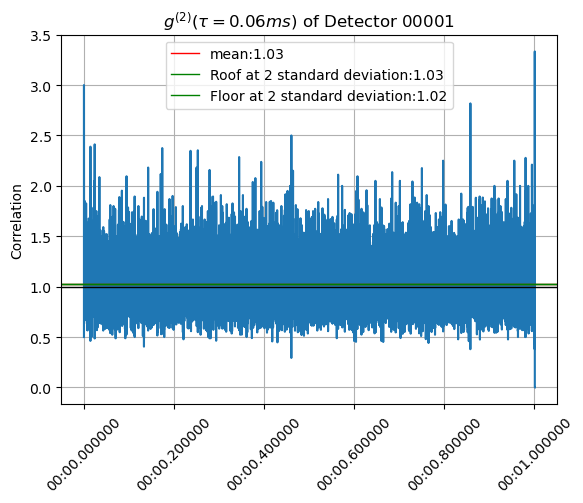 g^{(2)}(τ = 0.06ms) of Detector 00001
mean:1.03
Roof at 2 standard deviation:1.03
Floor at 2 standard deviation:1.02
Correlation
3.5
3.0
2.5
2.0
1.5
1.0
0.5
0.0
00:00.000000
00:00.200000
00:00.400000
00:00.600000
00:00.800000
00:01.000000